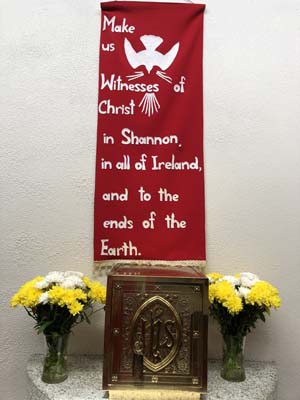 Make
us
Witnesses of
Christ
in Shannon,
in all of Ireland,
and to the
ends of the
Earth.
IHS